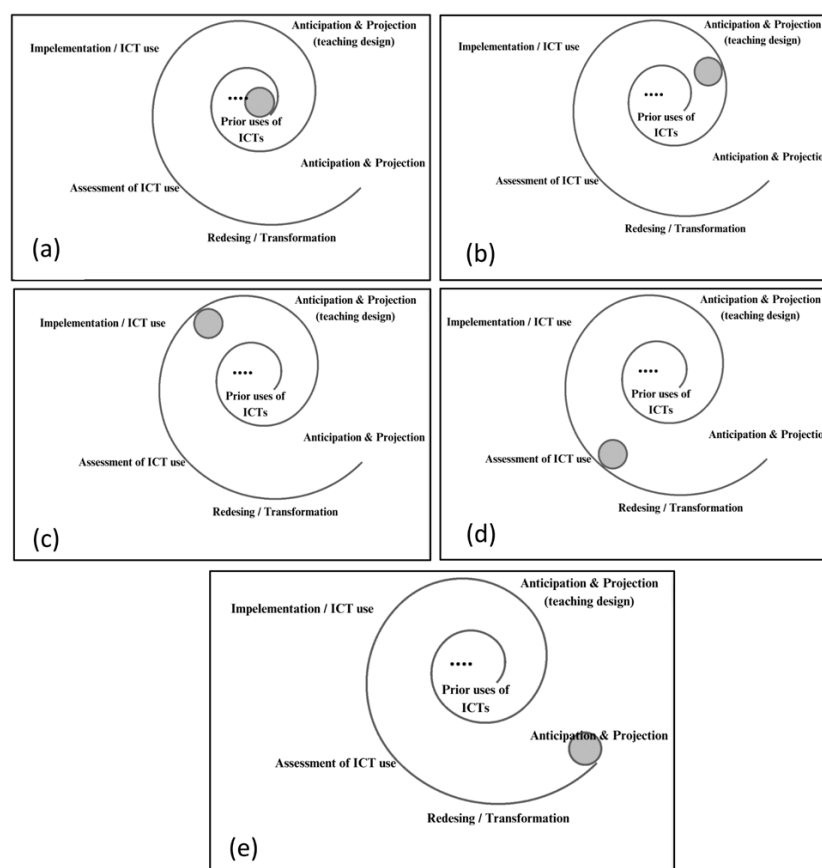 Anticipation & Projection
(teaching design)
Impelementation / ICT use
....
Prior uses of
ICTs
Anticipation & Projection
Assessment of ICT use
Redesing / Transformation
(a)
Anticipation & Projection
(teaching design)
Impelementation / ICT use
....
Prior uses of
ICTs
Anticipation & Projection
Assessment of ICT use
Redesing / Transformation
(b)
Anticipation & Projection
(teaching design)
Impelementation / ICT use
....
Prior uses of
ICTs
Anticipation & Projection
Assessment of ICT use
Redesing / Transformation
(c)
Anticipation & Projection
(teaching design)
Impelementation / ICT use
....
Prior uses of
ICTs
Anticipation & Projection
Assessment of ICT use
Redesing / Transformation
(d)
Anticipation & Projection
(teaching design)
Impelementation / ICT use
....
Prior uses of
ICTs
Anticipation & Projection
Assessment of ICT use
Redesing / Transformation
(e)